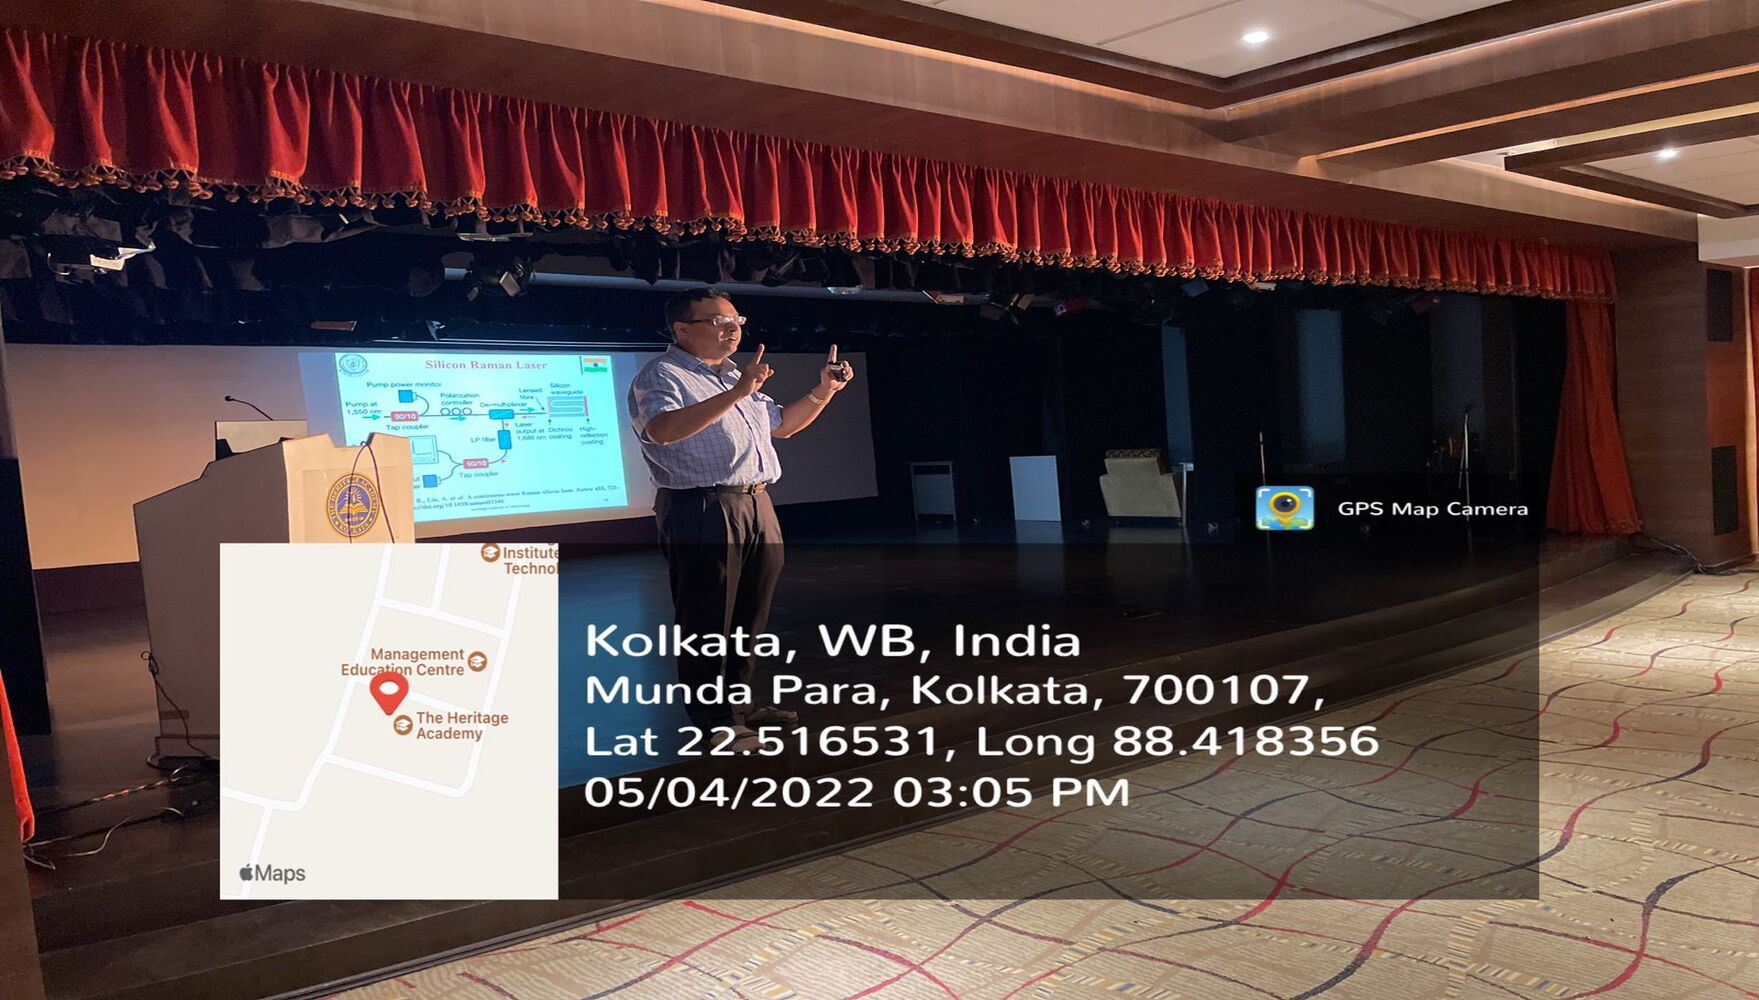 Silicon Raman Laser
Pump power monitor
Pump at
1,550 nm
90/10
Tap coupler
Polarization
controller
De-multiplexer
Lensed
fibre
Silicon
waveguide
Laser
output at
1,686 nm
Dichroic
coating
High-
reflection
coating
LP filter
90/10
Tap coupler
GPS Map Camera
Institute
Technol
Management
Education Centre
The Heritage
Academy
Maps
Kolkata, WB, India
Munda Para, Kolkata, 700107,
Lat 22.516531, Long 88.418356
05/04/2022 03:05 PM